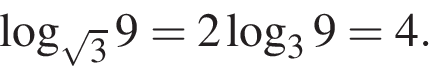 log_{√3} 9 = 2 log_3 9 = 4.